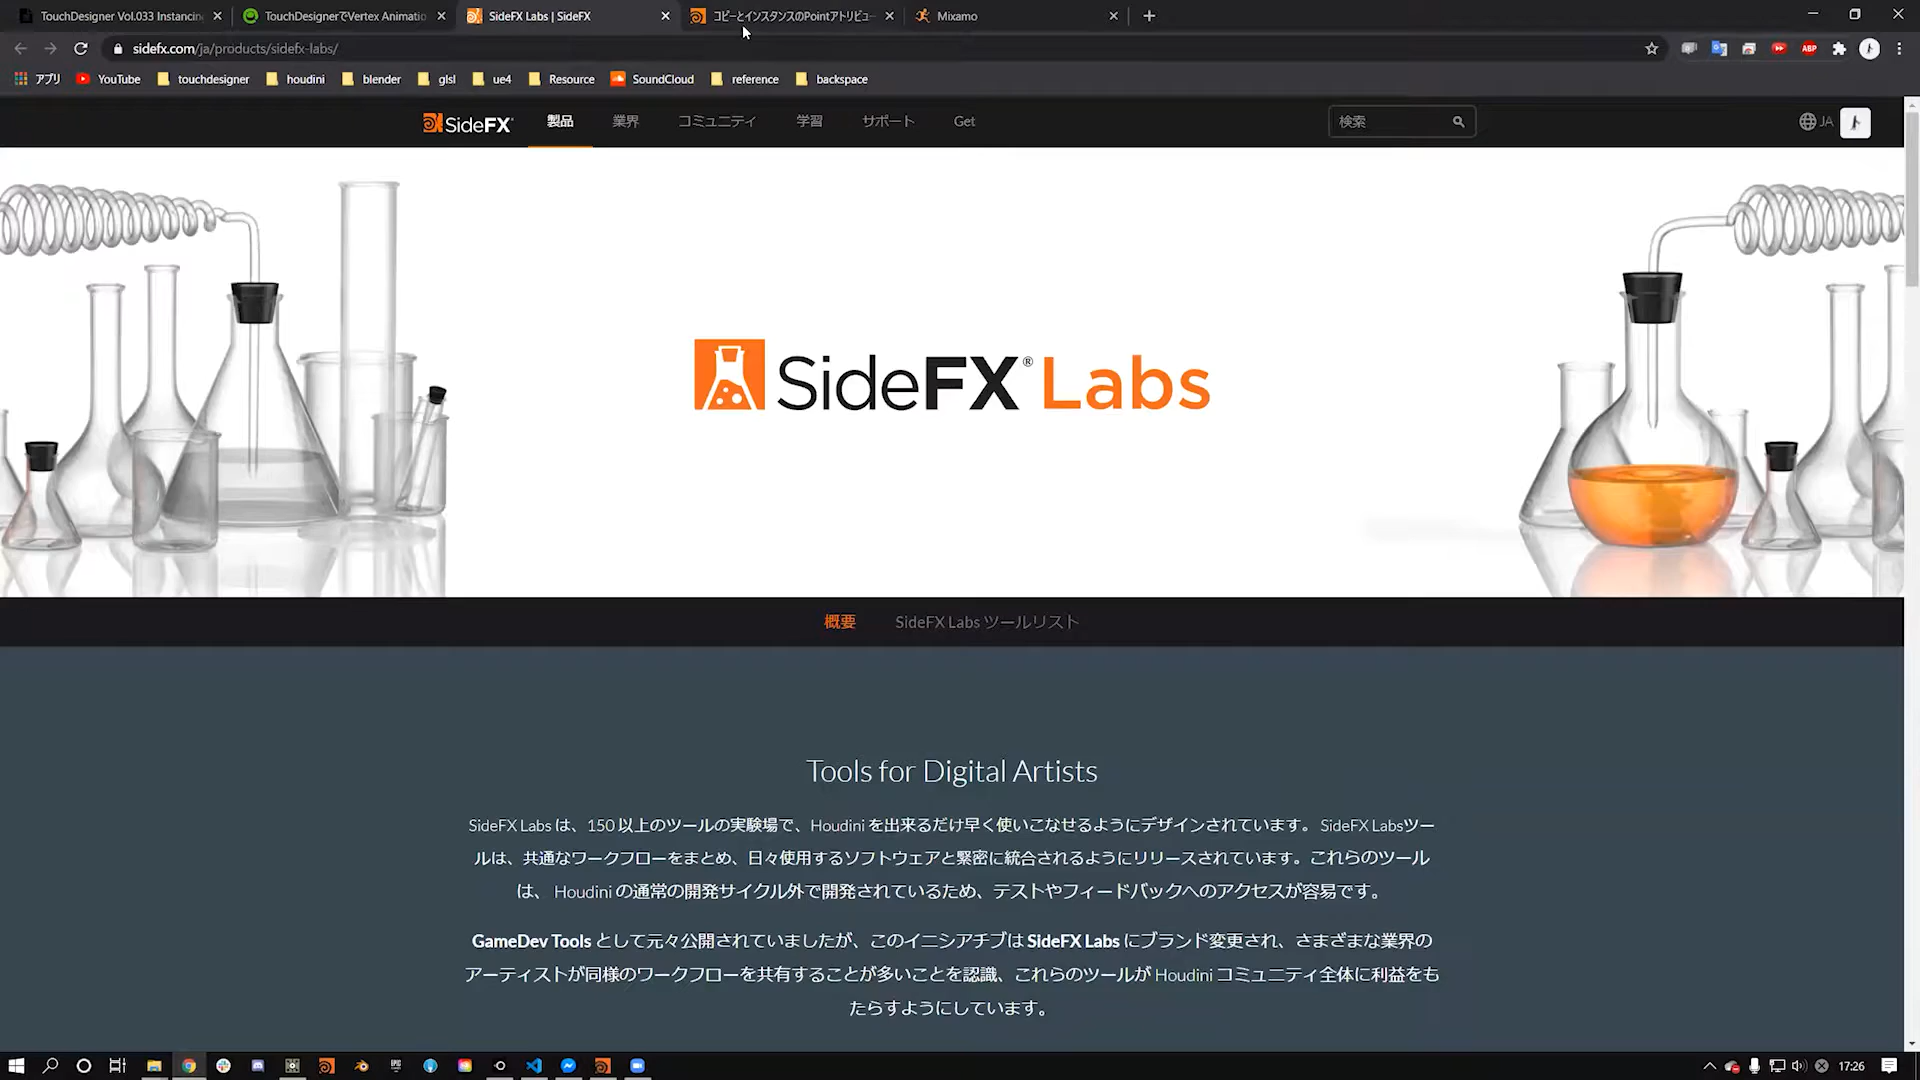 TouchDesigner Vol.033 Instancing
TouchDesignerでVertex Animatio
SideFX Labs | SideFX
コピーとインスタンスのPointアトリビュー
Mixamo
sidefx.com/ja/products/sidefx-labs/
ABP
アプリ YouTube touchdesigner houdini blender glsl ue4 Resource SoundCloud reference backspace
SideFX 製品 業界 コミュニティ 学習 サポート Get 検索 JA
SideFX® Labs
概要 SideFX Labs ツールリスト
Tools for Digital Artists
SideFX Labs は、150 以上のツールの実験場で、Houdini を出来るだけ早く使いこなせるようにデザインされています。 SideFX Labsツー
ルは、共通なワークフローをまとめ、日々使用するソフトウェアと緊密に統合されるようにリリースされています。これらのツール
は、 Houdini の通常の開発サイクル外で開発されているため、テストやフィードバックへのアクセスが容易です。
GameDev Tools として元々公開されていましたが、このイニシアチブは SideFX Labs にブランド変更され、さまざまな業界の
アーティストが同様のワークフローを共有することが多いことを認識、これらのツールが Houdini コミュニティ全体に利益をも
たらすようにしています。
17:26